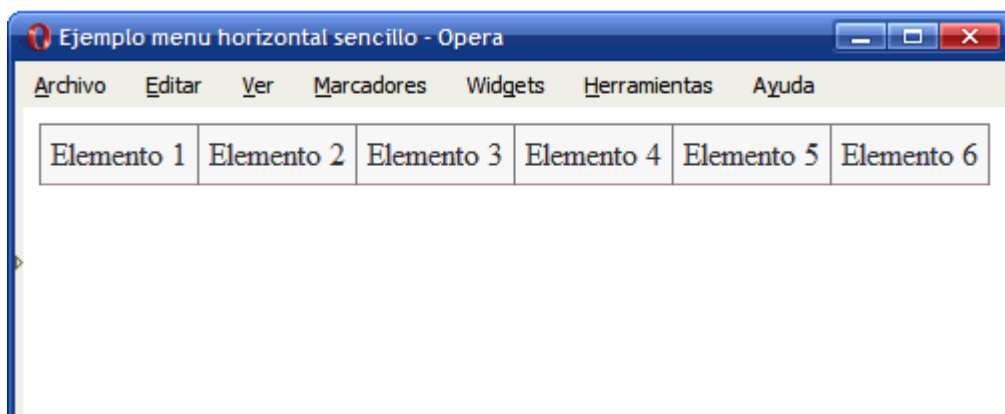 Ejemplo menu horizontal sencillo - Opera
Archivo Editar Ver Marcadores Widgets Herramientas Ayuda
Elemento 1 Elemento 2 Elemento 3 Elemento 4 Elemento 5 Elemento 6